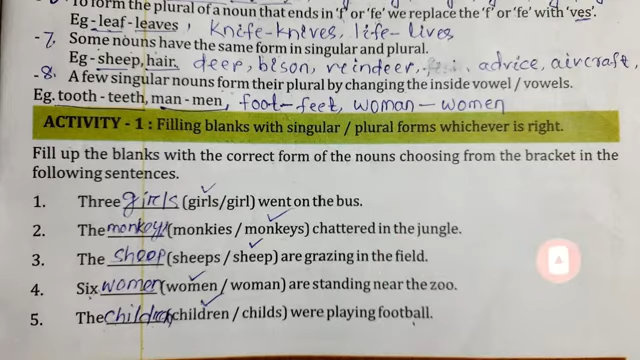 To form the plural of a noun that ends in 'f' or 'fe' we replace the 'f' or 'fe' with 'ves'.
Eg - leaf - leaves, knife-knives, life-lives
-7. Some nouns have the same form in singular and plural.
Eg - sheep, hair. deep, bison, reindeer, advice, aircraft,
-8. A few singular nouns form their plural by changing the inside vowel / vowels.
Eg. tooth - teeth, man - men, foot-feet, woman-women
ACTIVITY - 1 : Filling blanks with singular / plural forms whichever is right.
Fill up the blanks with the correct form of the nouns choosing from the bracket in the
following sentences.
1. Three girls (girls/girl) went on the bus.
2. The monkeys (monkies / monkeys) chattered in the jungle.
3. The sheep (sheeps / sheep) are grazing in the field.
4. Six women (women / woman) are standing near the zoo.
5. The children (children / childs) were playing football.